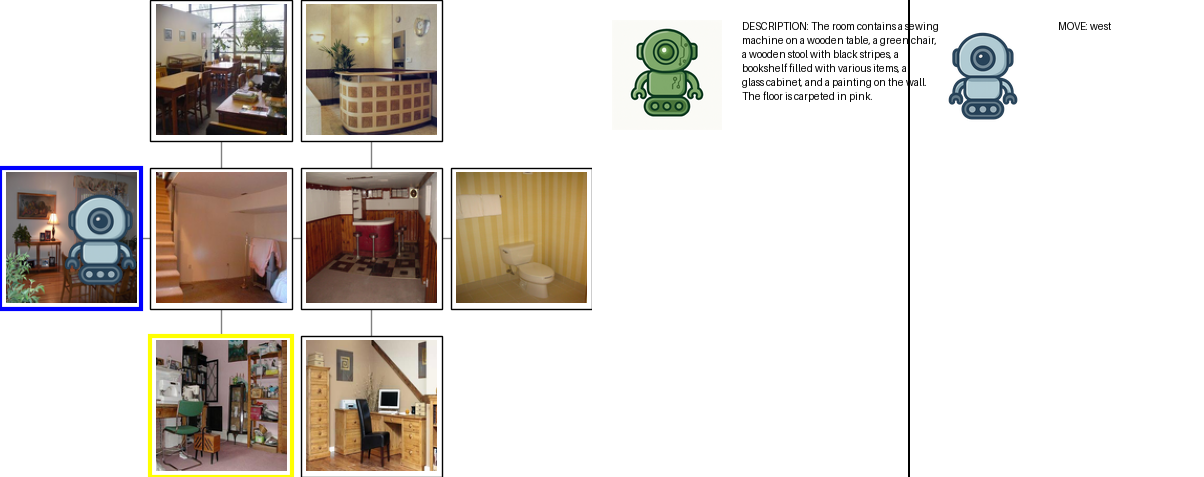 DESCRIPTION: The room contains a sewing
machine on a wooden table, a green chair,
a wooden stool with black stripes, a
bookshelf filled with various items, a
glass cabinet, and a painting on the wall.
The floor is carpeted in pink.
MOVE: west